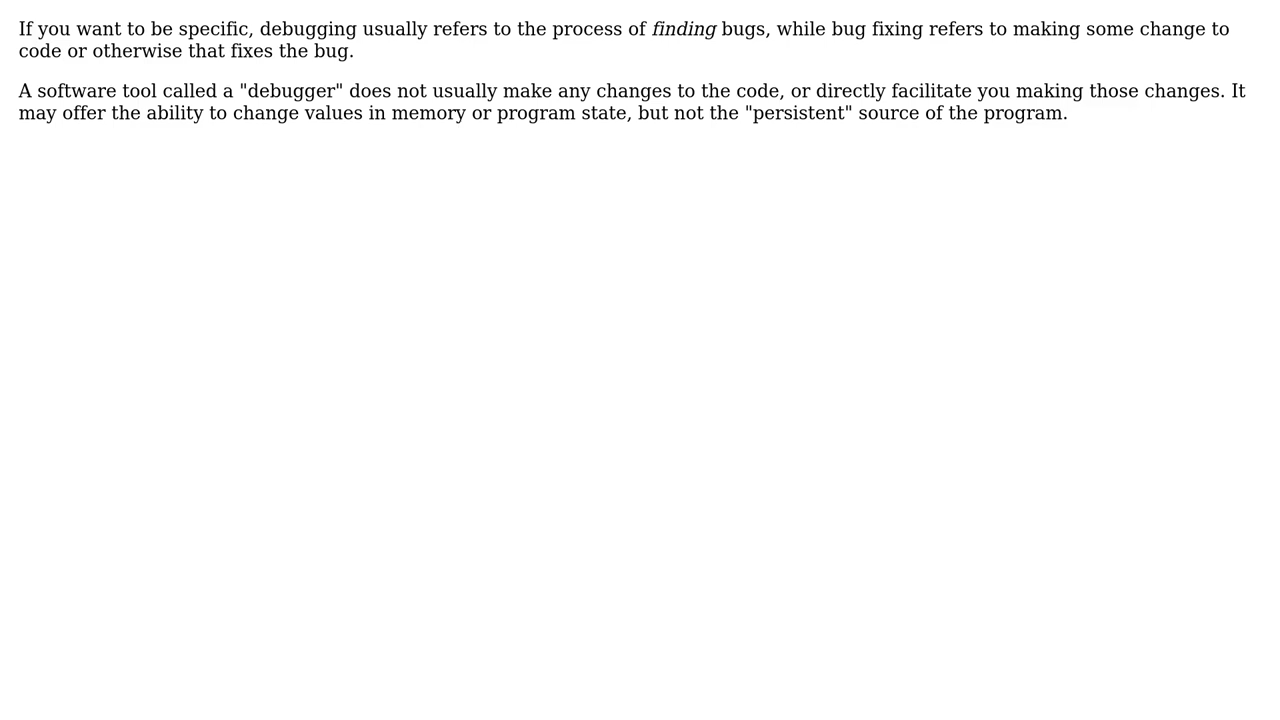 If you want to be specific, debugging usually refers to the process of finding bugs, while bug fixing refers to making some change to
code or otherwise that fixes the bug.
A software tool called a "debugger" does not usually make any changes to the code, or directly facilitate you making those changes. It
may offer the ability to change values in memory or program state, but not the "persistent" source of the program.